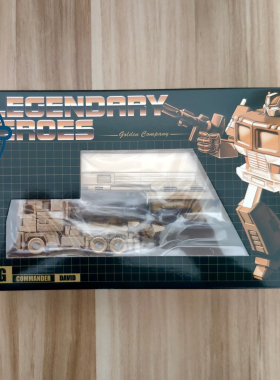 LEGENDARY
HEROES
Golden Company
COMMANDER DAVID